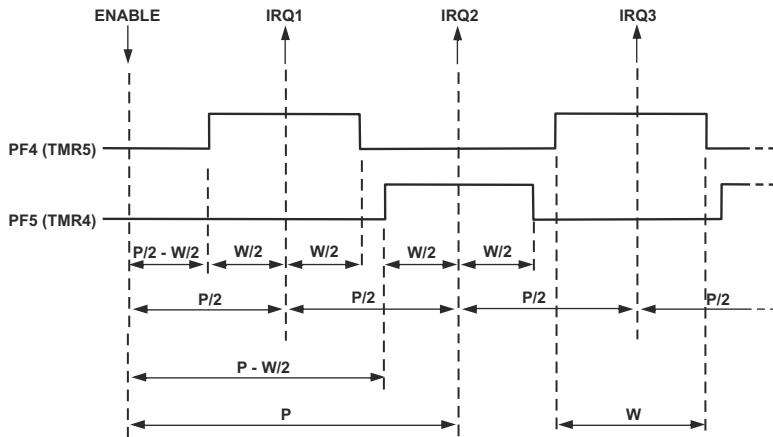 ENABLE IRQ1 IRQ2 IRQ3
PF4 (TMR5)
PF5 (TMR4)
P/2 - W/2 W/2 W/2 W/2 W/2
P/2 P/2 P/2 P/2
P - W/2
P W